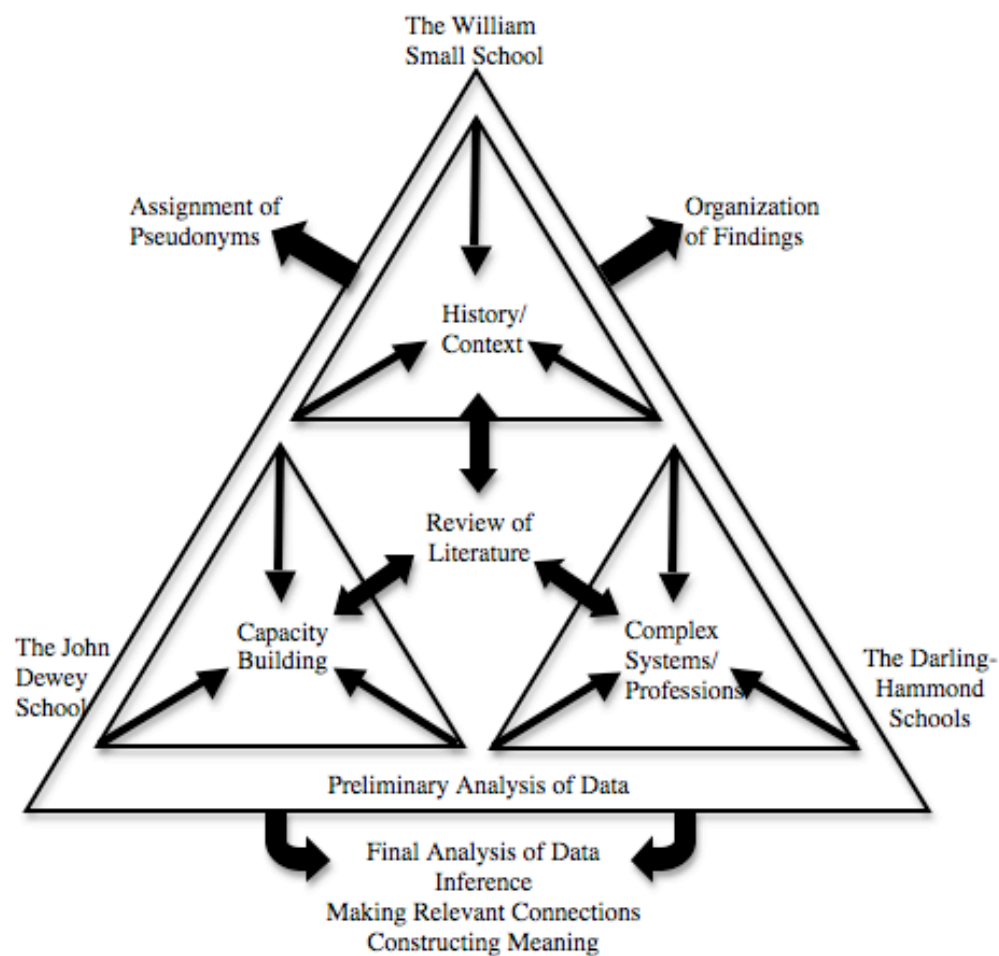 The William
Small School
Assignment of
Pseudonyms
Organization
of Findings
History/
Context
Review of
Literature
Capacity
Building
Complex
Systems/
Professions
The John
Dewey
School
The Darling-
Hammond
Schools
Preliminary Analysis of Data
Final Analysis of Data
Inference
Making Relevant Connections
Constructing Meaning